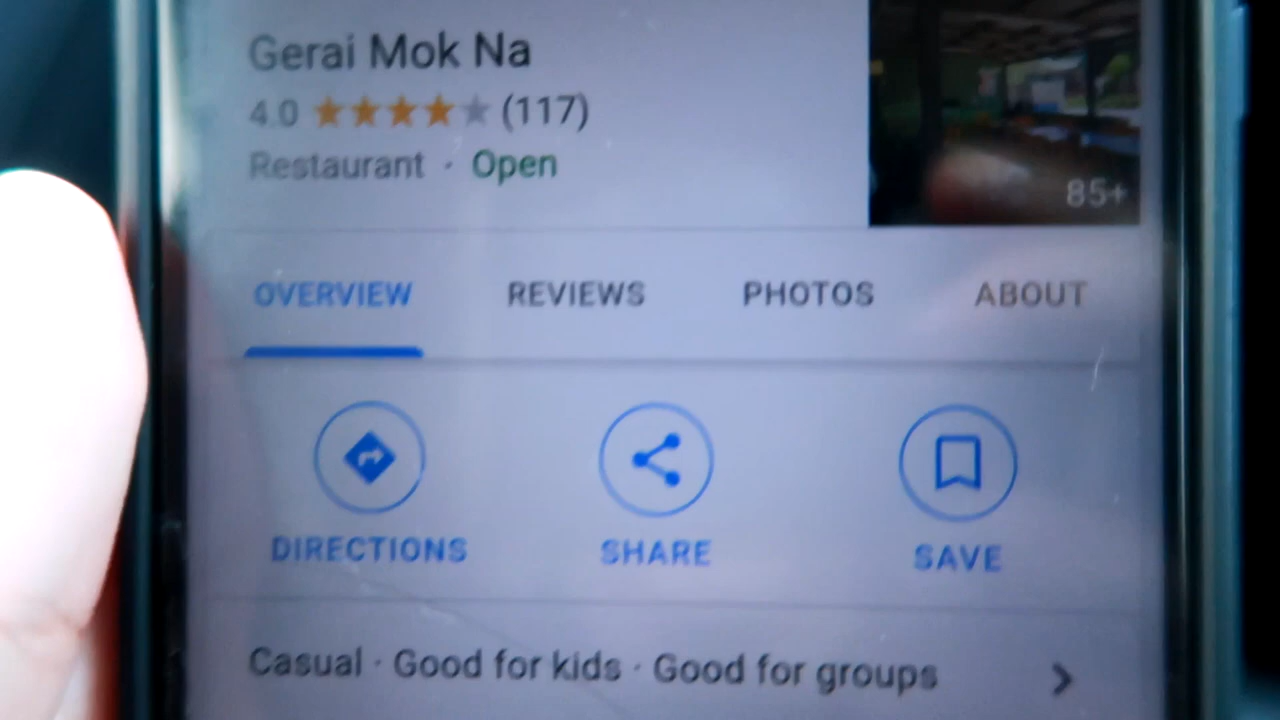 Gerai Mok Na
4.0 (117)
Restaurant · Open
85+
OVERVIEW REVIEWS PHOTOS ABOUT
DIRECTIONS SHARE SAVE
Casual · Good for kids · Good for groups